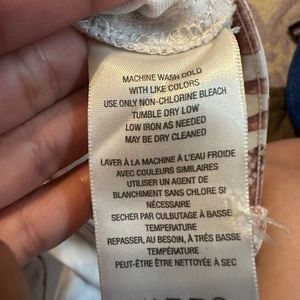 MACHINE WASH COLD
WITH LIKE COLORS
USE ONLY NON-CHLORINE BLEACH
TUMBLE DRY LOW
LOW IRON AS NEEDED
MAY BE DRY CLEANED
LAVER À LA MACHINE À L'EAU FROIDE
AVEC COULEURS SIMILAIRES
UTILISER UN AGENT DE
BLANCHIMENT SANS CHLORE SI
NÉCESSAIRE
SECHER PAR CULBUTAGE À BASSE
TEMPERATURE
REPASSER, AU BESOIN, À TRÈS BASSE
TEMPÉRATURE
PEUT-ÊTRE ÊTRE NETTOYÉE À SEC